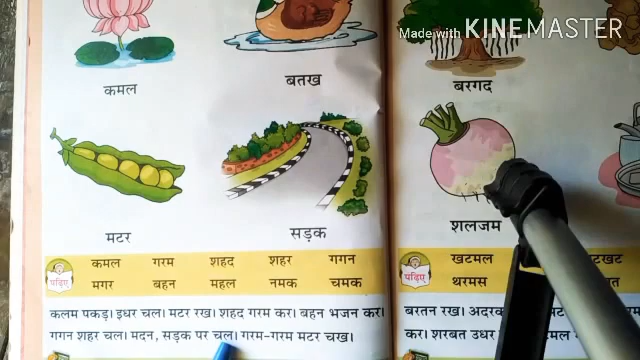 Made with KINEMASTER
कमल
बतख
बरगद
मटर
सड़क
शलजम
पढ़िए
कमल गरम शहद शहर गगन
मगर बहन महल नमक चमक
कलम पकड़। इधर चल। मटर रख। शहद गरम कर। बहन भजन कर।
गगन शहर चल। मदन, सड़क पर चल। गरम-गरम मटर चख।
पढ़िए
खटमल
थरमस
बरतन रख।
कर। शरबत उधर